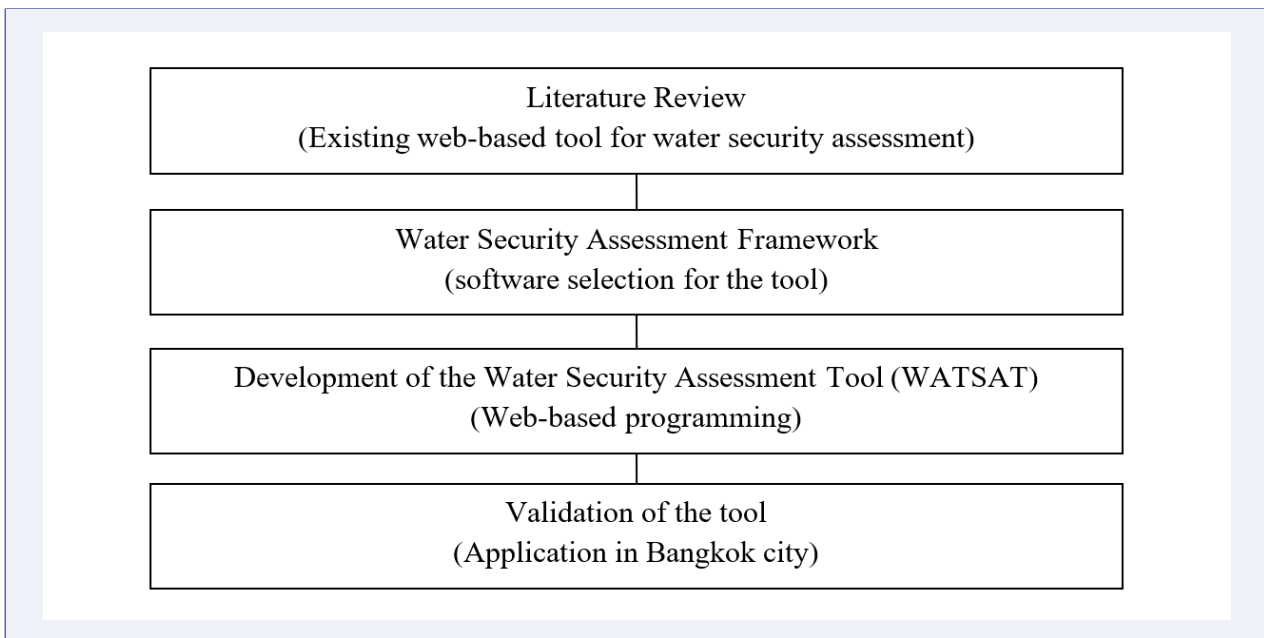 Literature Review
(Existing web-based tool for water security assessment)
Water Security Assessment Framework
(software selection for the tool)
Development of the Water Security Assessment Tool (WATSAT)
(Web-based programming)
Validation of the tool
(Application in Bangkok city)